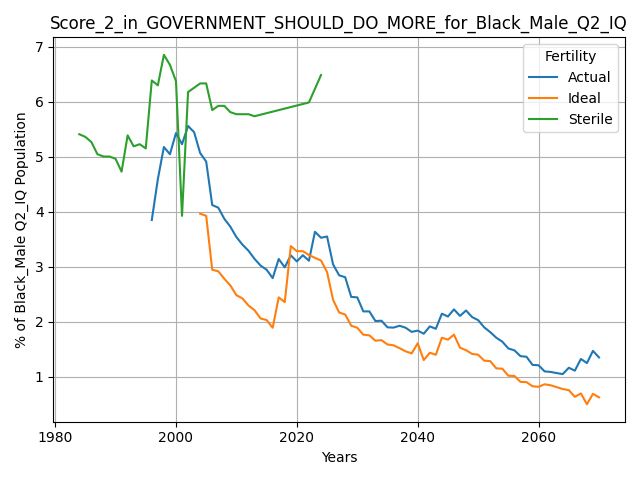 Score_2_in_GOVERNMENT_SHOULD_DO_MORE_for_Black_Male_Q2_IQ
7
6
5
4
3
2
1
% of Black_Male Q2_IQ Population
Fertility
Actual
Ideal
Sterile
1980
2000
2020
2040
2060
Years